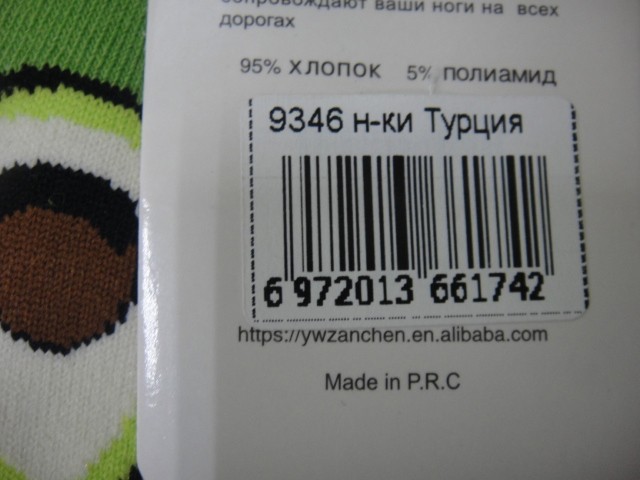 сопровождают ваши ноги на всех
дорогах
95% хлопок 5% полиамид
9346 н-ки Турция
6 972013 661742
https://ywzanchen.en.alibaba.com
Made in P.R.C